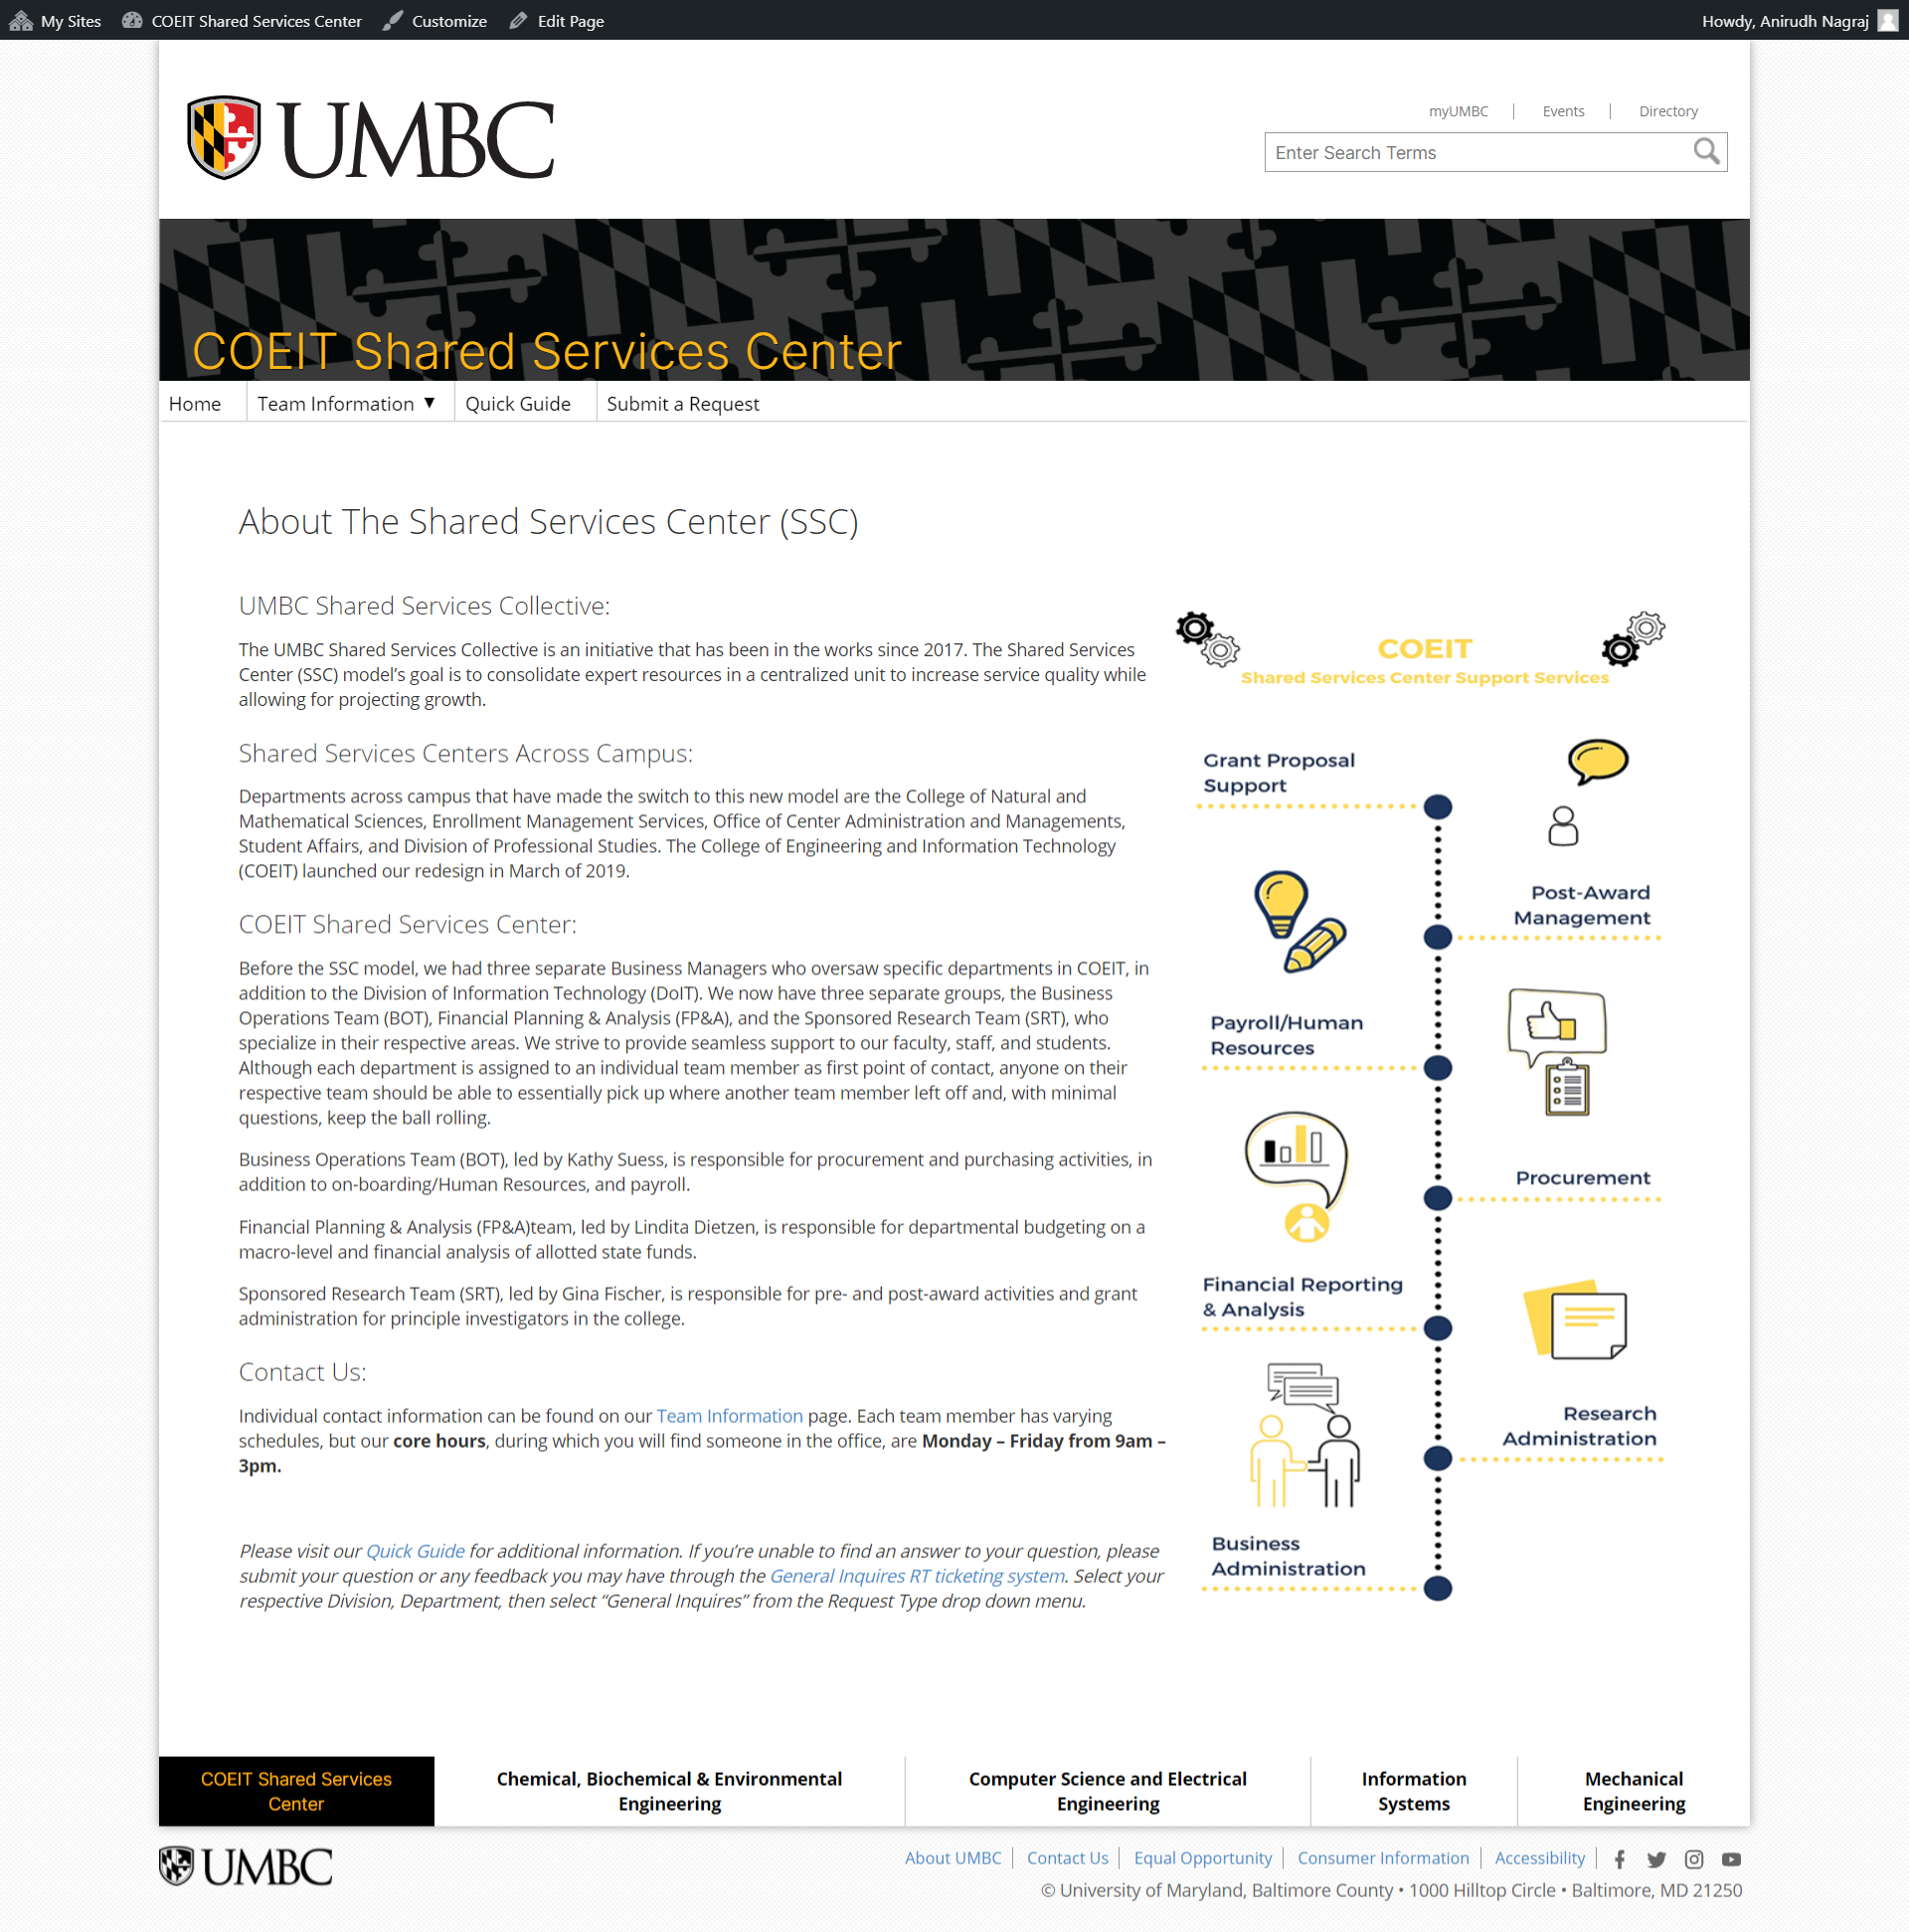 My Sites
COEIT Shared Services Center
Customize
Edit Page
Howdy, Anirudh Nagraj
UMBC
myUMBC
Events
Directory
Enter Search Terms
COEIT Shared Services Center
Home
Team Information ▼
Quick Guide
Submit a Request
About The Shared Services Center (SSC)
UMBC Shared Services Collective:
The UMBC Shared Services Collective is an initiative that has been in the works since 2017. The Shared Services
Center (SSC) model’s goal is to consolidate expert resources in a centralized unit to increase service quality while
allowing for projecting growth.
Shared Services Centers Across Campus:
Departments across campus that have made the switch to this new model are the College of Natural and
Mathematical Sciences, Enrollment Management Services, Office of Center Administration and Managements,
Student Affairs, and Division of Professional Studies. The College of Engineering and Information Technology
(COEIT) launched our redesign in March of 2019.
COEIT Shared Services Center:
Before the SSC model, we had three separate Business Managers who oversaw specific departments in COEIT, in
addition to the Division of Information Technology (DoIT). We now have three separate groups, the Business
Operations Team (BOT), Financial Planning & Analysis (FP&A), and the Sponsored Research Team (SRT), who
specialize in their respective areas. We strive to provide seamless support to our faculty, staff, and students.
Although each department is assigned to an individual team member as first point of contact, anyone on their
respective team should be able to essentially pick up where another team member left off and, with minimal
questions, keep the ball rolling.
Business Operations Team (BOT), led by Kathy Suess, is responsible for procurement and purchasing activities, in
addition to on-boarding/Human Resources, and payroll.
Financial Planning & Analysis (FP&A)team, led by Lindita Dietzen, is responsible for departmental budgeting on a
macro-level and financial analysis of allotted state funds.
Sponsored Research Team (SRT), led by Gina Fischer, is responsible for pre- and post-award activities and grant
administration for principle investigators in the college.
Contact Us:
Individual contact information can be found on our Team Information page. Each team member has varying
schedules, but our core hours, during which you will find someone in the office, are Monday – Friday from 9am –
3pm.
Please visit our Quick Guide for additional information. If you’re unable to find an answer to your question, please
submit your question or any feedback you may have through the General Inquires RT ticketing system. Select your
respective Division, Department, then select “General Inquires” from the Request Type drop down menu.
COEIT
Shared Services Center Support Services
Grant Proposal
Support
Post-Award
Management
Payroll/Human
Resources
Procurement
Financial Reporting
& Analysis
Research
Administration
Business
Administration
COEIT Shared Services
Center
Chemical, Biochemical & Environmental
Engineering
Computer Science and Electrical
Engineering
Information
Systems
Mechanical
Engineering
UMBC
About UMBC
Contact Us
Equal Opportunity
Consumer Information
Accessibility
© University of Maryland, Baltimore County • 1000 Hilltop Circle • Baltimore, MD 21250